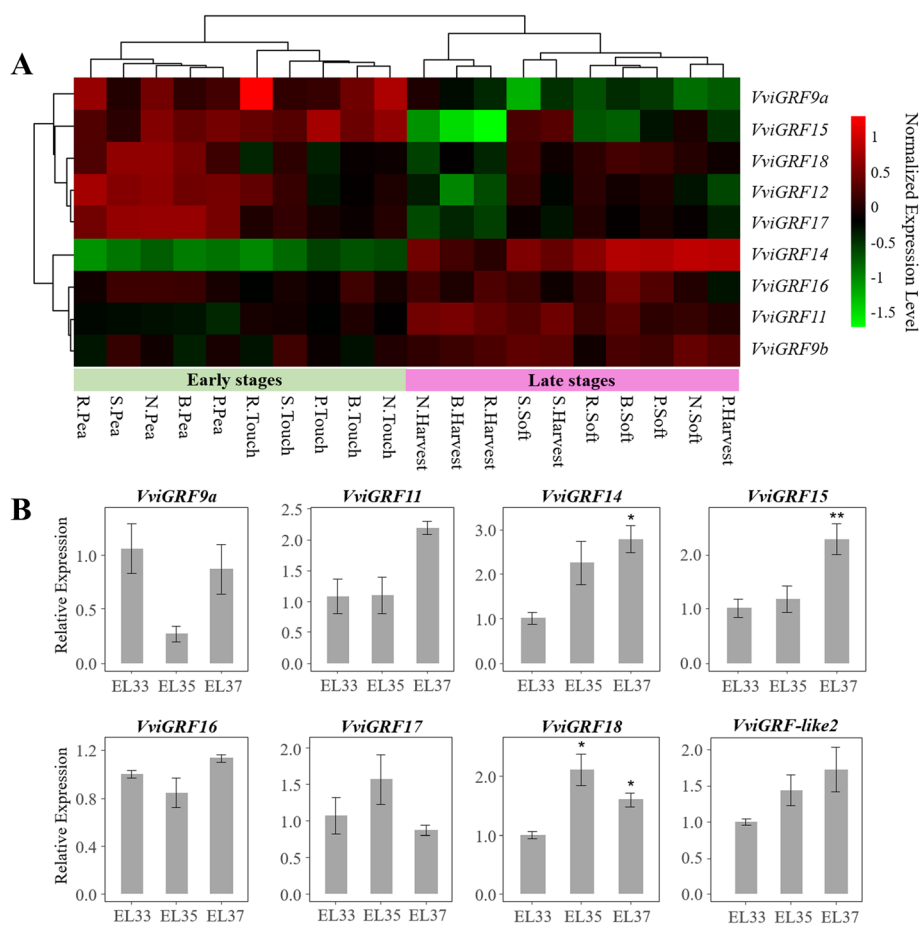 A
VviGRF9a
VviGRF15
VviGRF18
VviGRF12
VviGRF17
VviGRF14
VviGRF16
VviGRF11
VviGRF9b
Normalized Expression Level
1
0.5
0
-0.5
-1
-1.5
Early stages
Late stages
R.Pea
S.Pea
N.Pea
B.Pea
P.Pea
R.Touch
S.Touch
P.Touch
B.Touch
N.Touch
N.Harvest
B.Harvest
R.Harvest
S.Soft
S.Harvest
R.Soft
B.Soft
P.Soft
N.Soft
P.Harvest
B
VviGRF9a
Relative Expression
1.0
0.5
0.0
EL33 EL35 EL37
VviGRF11
2.5
2.0
1.5
1.0
0.5
0.0
EL33 EL35 EL37
VviGRF14
*
3.0
2.0
1.0
0.0
EL33 EL35 EL37
VviGRF15
**
2.0
1.0
0.0
EL33 EL35 EL37
VviGRF16
Relative Expression
1.2
0.8
0.4
0.0
EL33 EL35 EL37
VviGRF17
2.0
1.5
1.0
0.5
0.0
EL33 EL35 EL37
VviGRF18
* *
2.0
1.0
0.0
EL33 EL35 EL37
VviGRF-like2
2.0
1.5
1.0
0.5
0.0
EL33 EL35 EL37